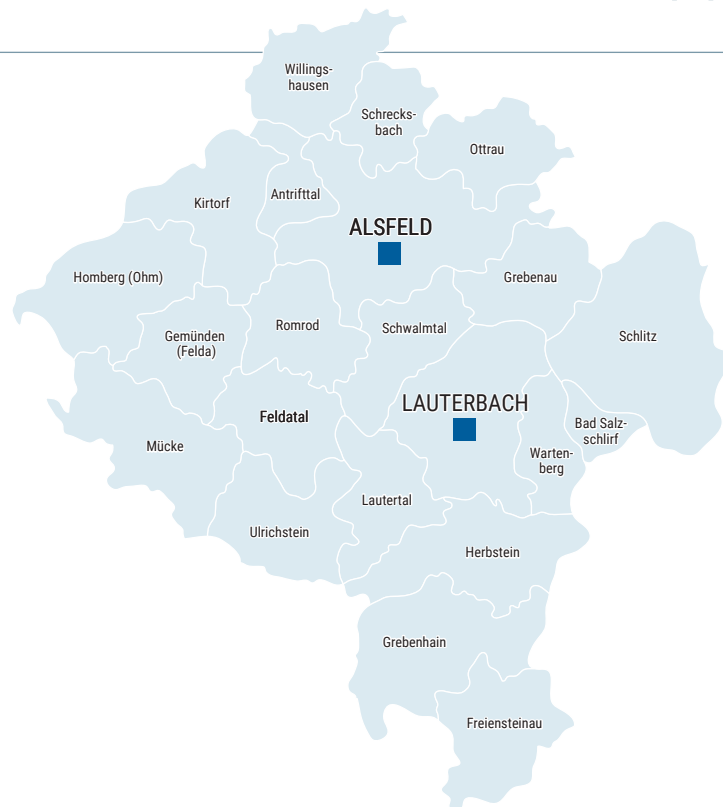 Willings-
hausen
Schrecks-
bach
Ottrau
Antrifttal
Kirtorf
ALSFELD
Homberg (Ohm)
Grebenau
Romrod
Schwalmtal
Gemünden
(Felda)
Schlitz
LAUTERBACH
Feldatal
Bad Salz-
schlirf
Mücke
Warten-
berg
Lautertal
Ulrichstein
Herbstein
Grebenhain
Freiensteinau